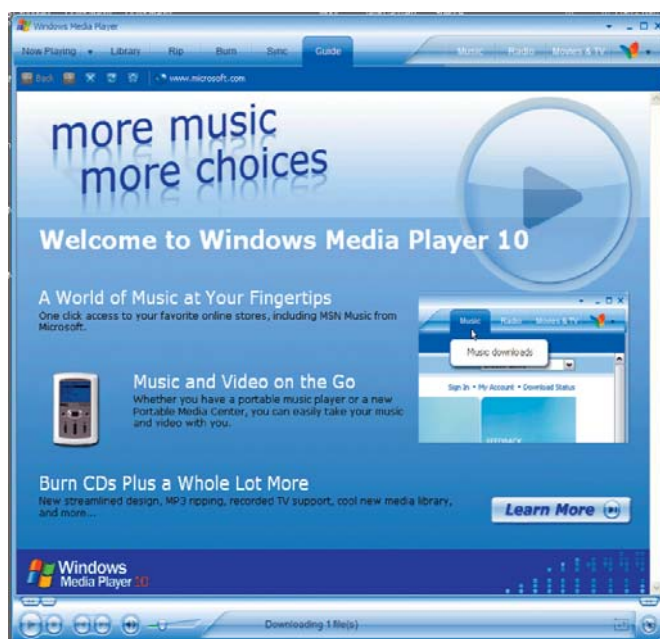 Windows Media Player
Now Playing Library Rip Burn Sync Guide Music Radio Movies & TV
Back www.microsoft.com
more music
more choices
Welcome to Windows Media Player 10
A World of Music at Your Fingertips
One click access to your favorite online stores, including MSN Music from
Microsoft.
Music Radio Movies & TV
Music downloads
Sign In • My Account • Download Status
FEEDBACK
Music and Video on the Go
Whether you have a portable music player or a new
Portable Media Center, you can easily take your music
and video with you.
Burn CDs Plus a Whole Lot More
New streamlined design, MP3 ripping, recorded TV support, cool new media library,
and more...
Learn More
Windows
Media Player 10
Downloading 1 file(s)